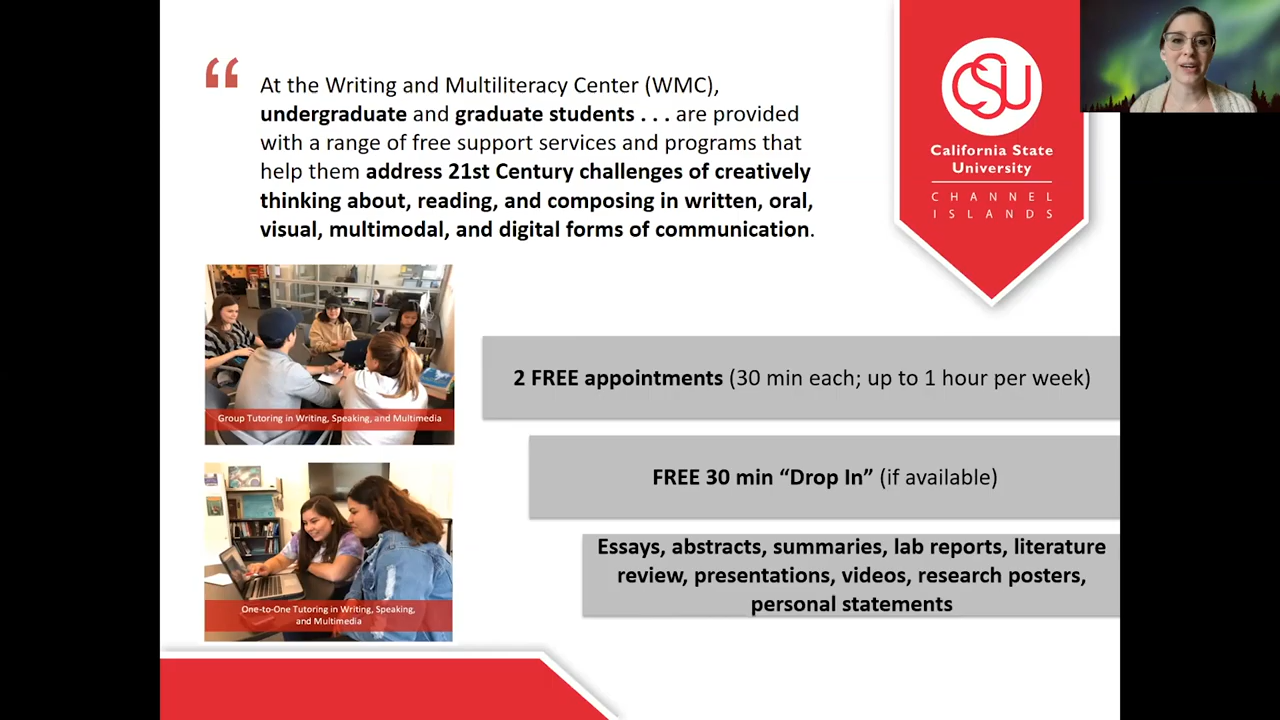 “
At the Writing and Multiliteracy Center (WMC),
undergraduate and graduate students . . . are provided
with a range of free support services and programs that
help them address 21st Century challenges of creatively
thinking about, reading, and composing in written, oral,
visual, multimodal, and digital forms of communication.
CSU
California State
University
CHANNEL
ISLANDS
Group Tutoring in Writing, Speaking, and Multimedia
2 FREE appointments (30 min each; up to 1 hour per week)
FREE 30 min “Drop In” (if available)
Essays, abstracts, summaries, lab reports, literature
review, presentations, videos, research posters,
personal statements
One-to-One Tutoring in Writing, Speaking,
and Multimedia